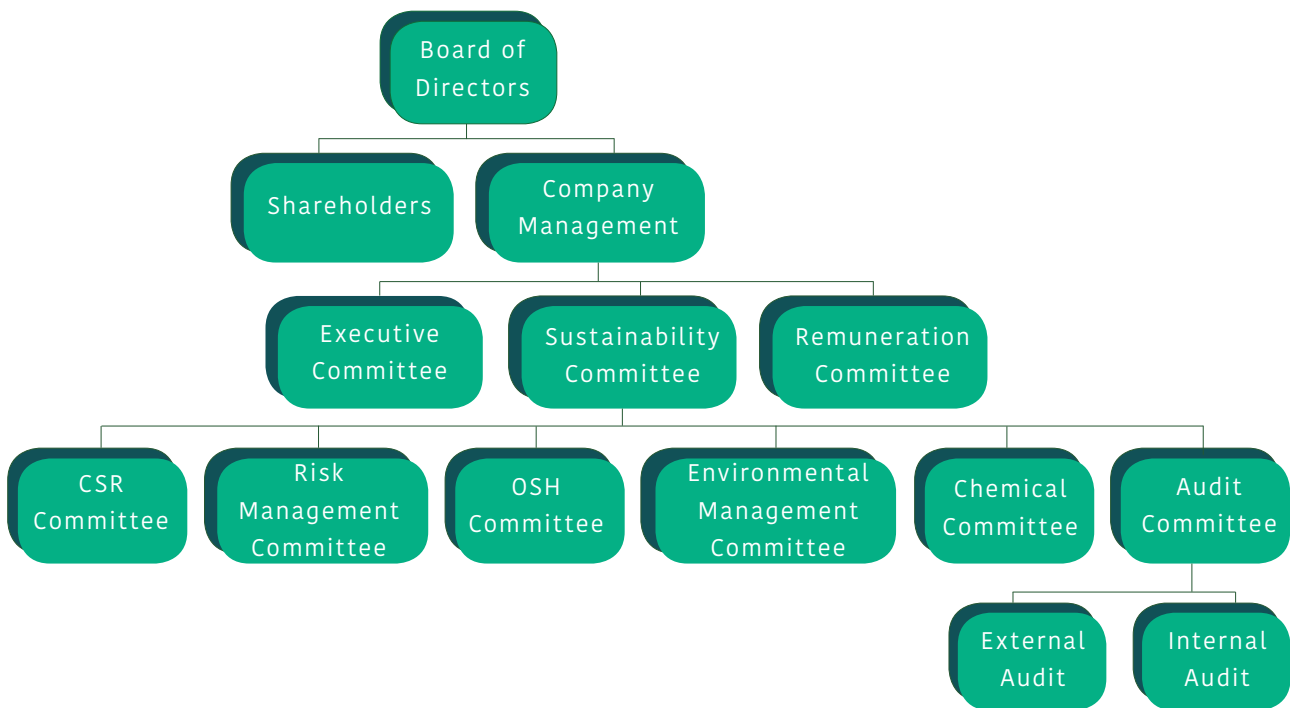 Board of
Directors
Shareholders
Company
Management
Executive
Committee
Sustainability
Committee
Remuneration
Committee
CSR
Committee
Risk
Management
Committee
OSH
Committee
Environmental
Management
Committee
Chemical
Committee
Audit
Committee
External
Audit
Internal
Audit